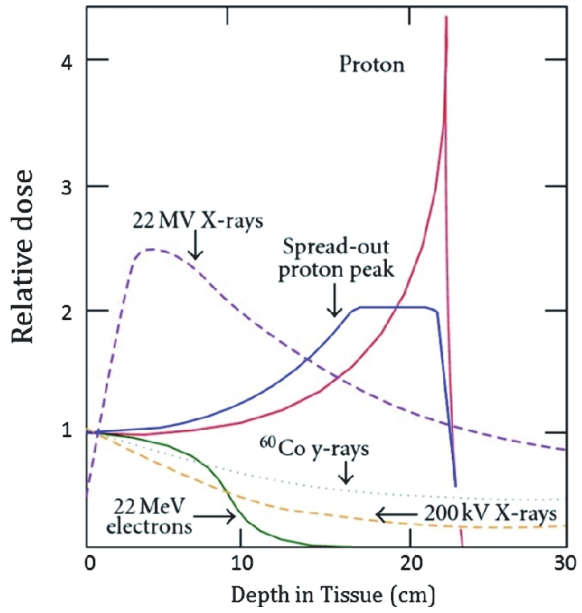 4
Proton
3
22 MV X-rays
Spread-out
proton peak
2
Relative dose
1
⁶⁰Co y-rays
22 MeV
electrons
200 kV X-rays
0
10
20
30
Depth in Tissue (cm)